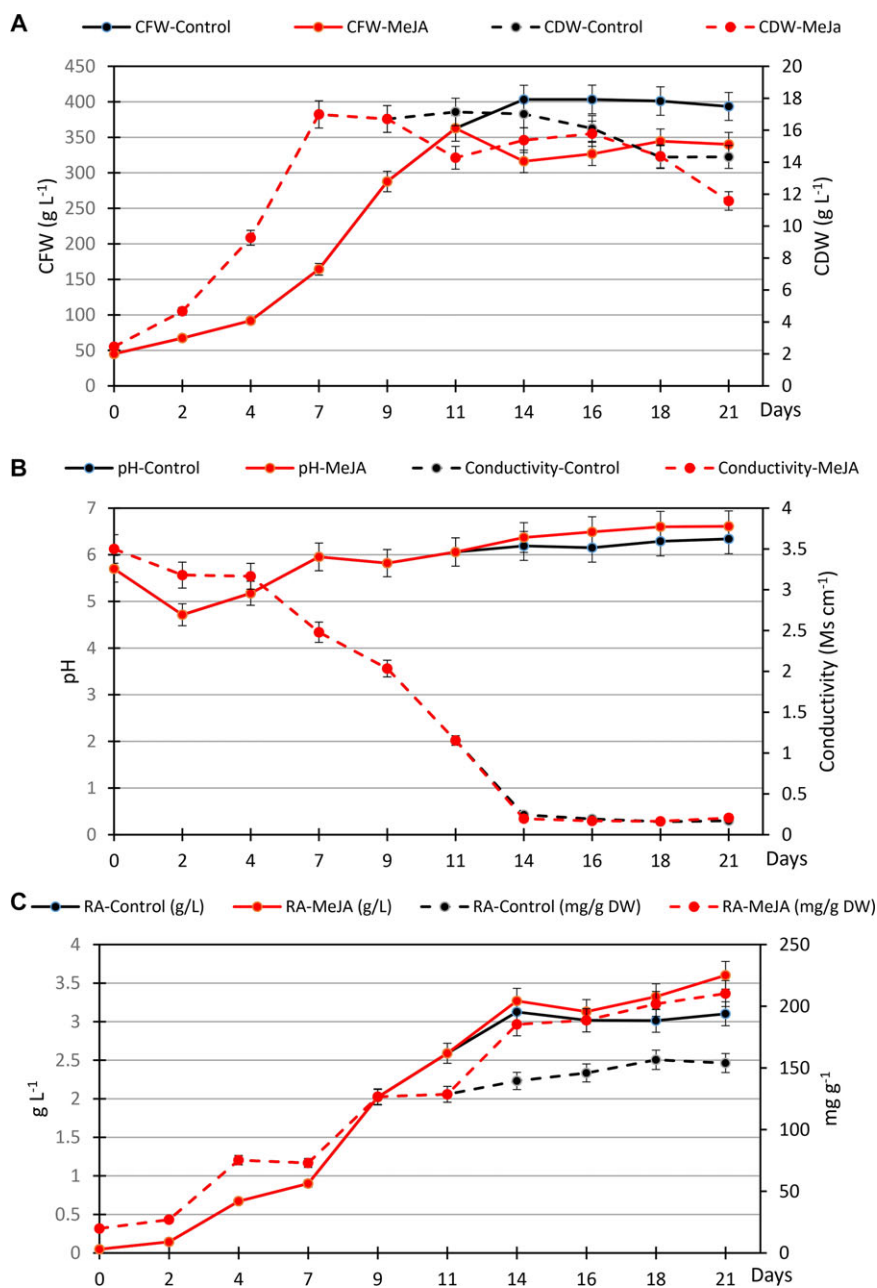 A
CFW-Control CFW-MeJA CDW-Control CDW-MeJa
450 20
400 18
350 16
300 14
250 12
200 10
150 8
100 6
50 4
0 2
0
CFW (g L-1)
CDW (g L-1)
0 2 4 7 9 11 14 16 18 21 Days
B
pH-Control pH-MeJA Conductivity-Control Conductivity-MeJA
7 4
6 3.5
5 3
4 2.5
3 2
2 1.5
1 1
0 0.5
0
pH
Conductivity (Ms cm-1)
0 2 4 7 9 11 14 16 18 21 Days
C
RA-Control (g/L) RA-MeJA (g/L) RA-Control (mg/g DW) RA-MeJA (mg/g DW)
4 250
3.5 200
3 150
2.5 100
2 50
1.5 0
1
0.5
0
g L-1
mg g-1
0 2 4 7 9 11 14 16 18 21 Days